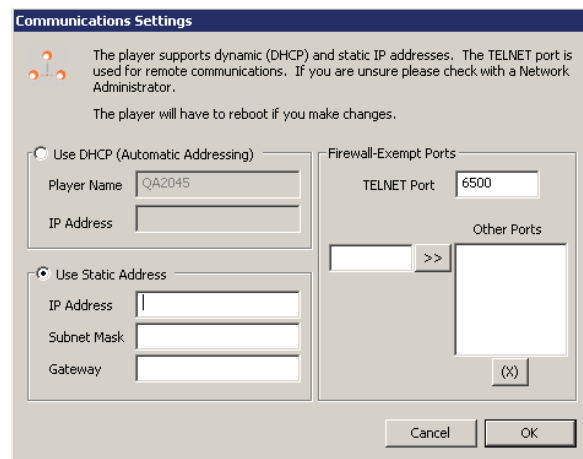 Communications Settings
The player supports dynamic (DHCP) and static IP addresses. The TELNET port is
used for remote communications. If you are unsure please check with a Network
Administrator.
The player will have to reboot if you make changes.
Use DHCP (Automatic Addressing)
Player Name QA2045
IP Address
Use Static Address
IP Address
Subnet Mask
Gateway
Firewall-Exempt Ports
TELNET Port 6500
Other Ports
>>
(X)
Cancel OK